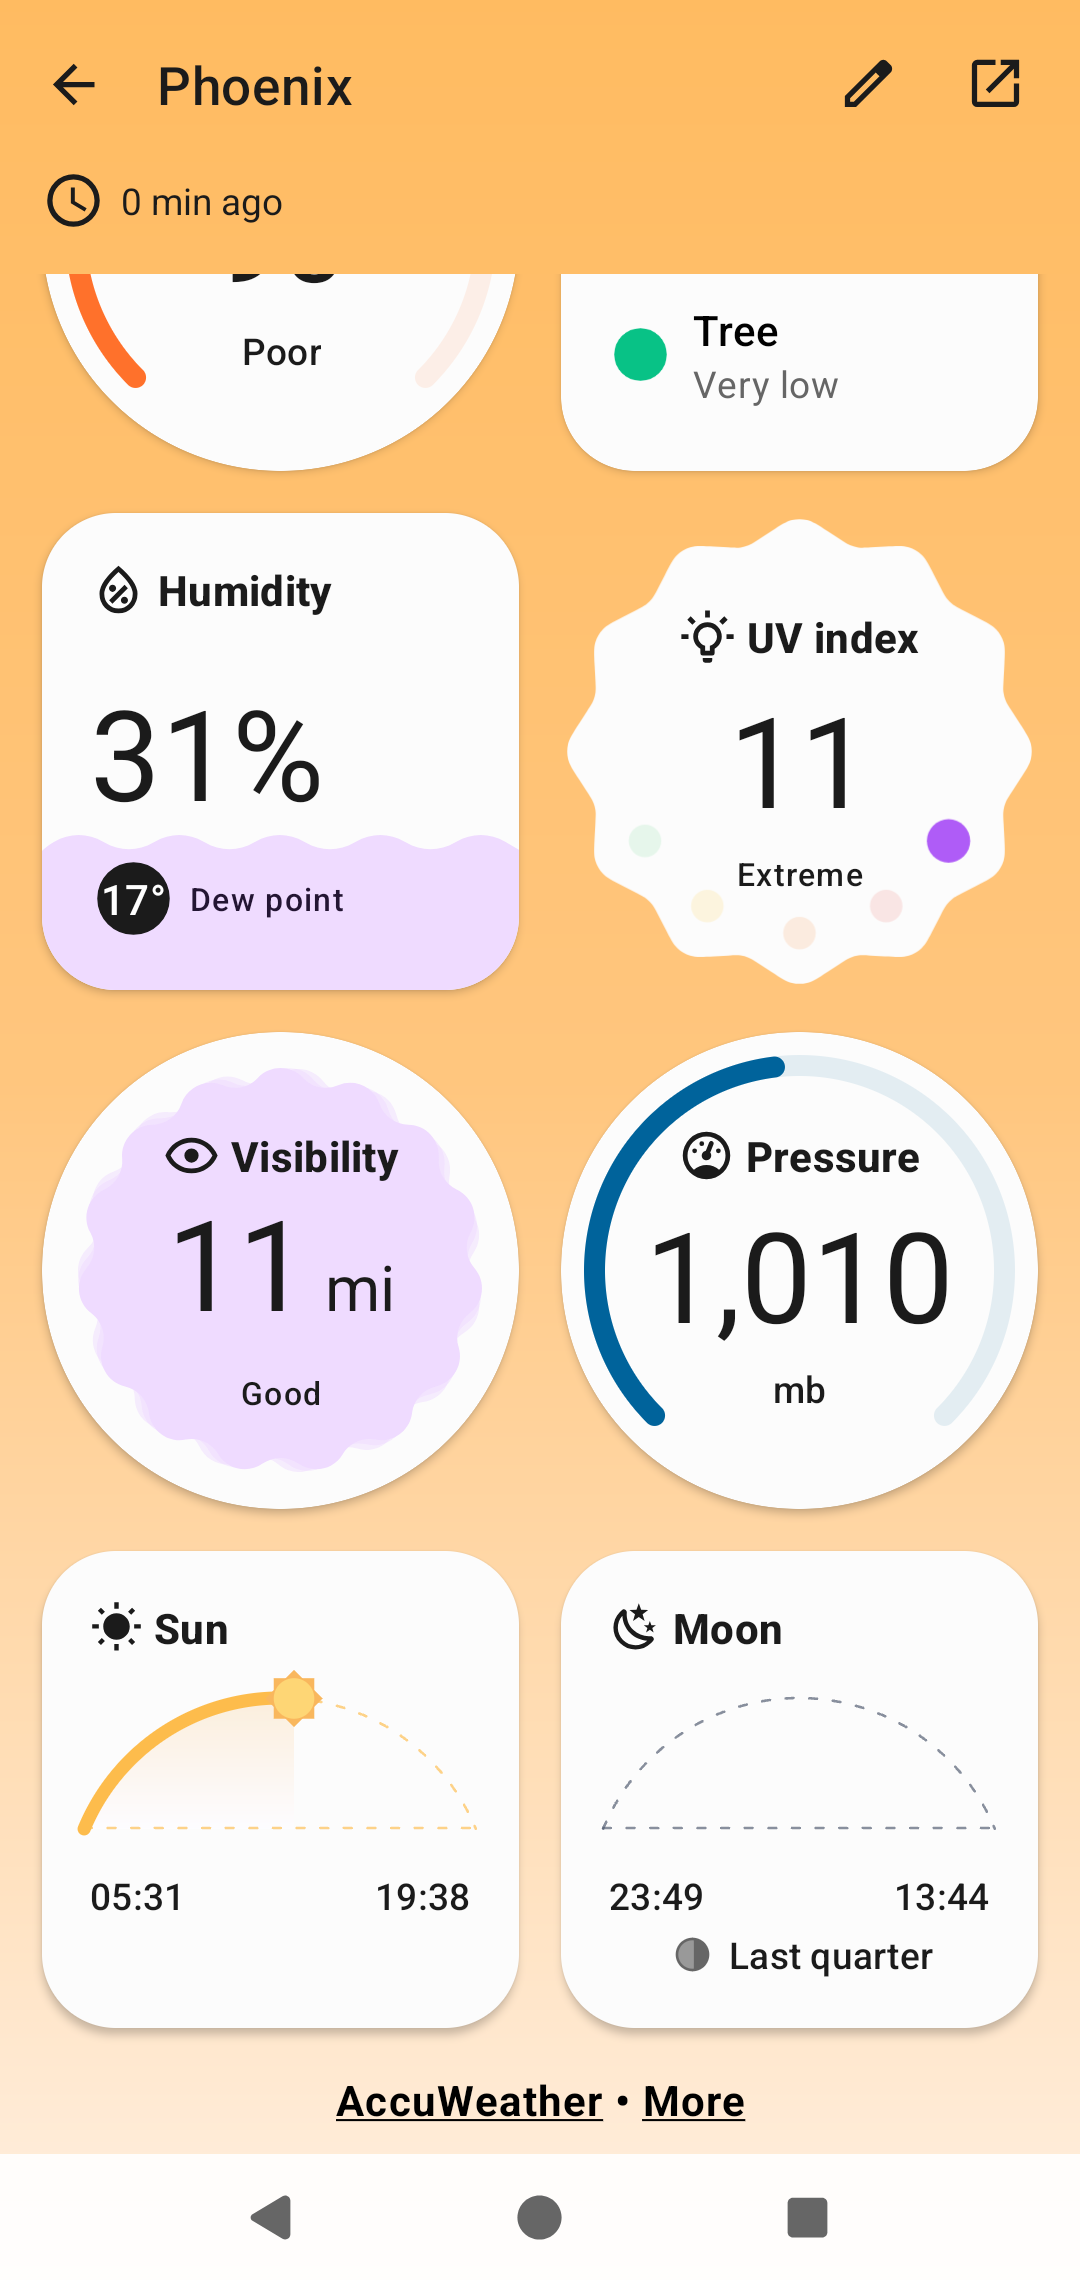 Phoenix
0 min ago
Poor
Tree
Very low
Humidity
31%
17° Dew point
UV index
11
Extreme
Visibility
11 mi
Good
Pressure
1,010
mb
Sun
05:31 19:38
Moon
23:49 13:44
Last quarter
AccuWeather • More